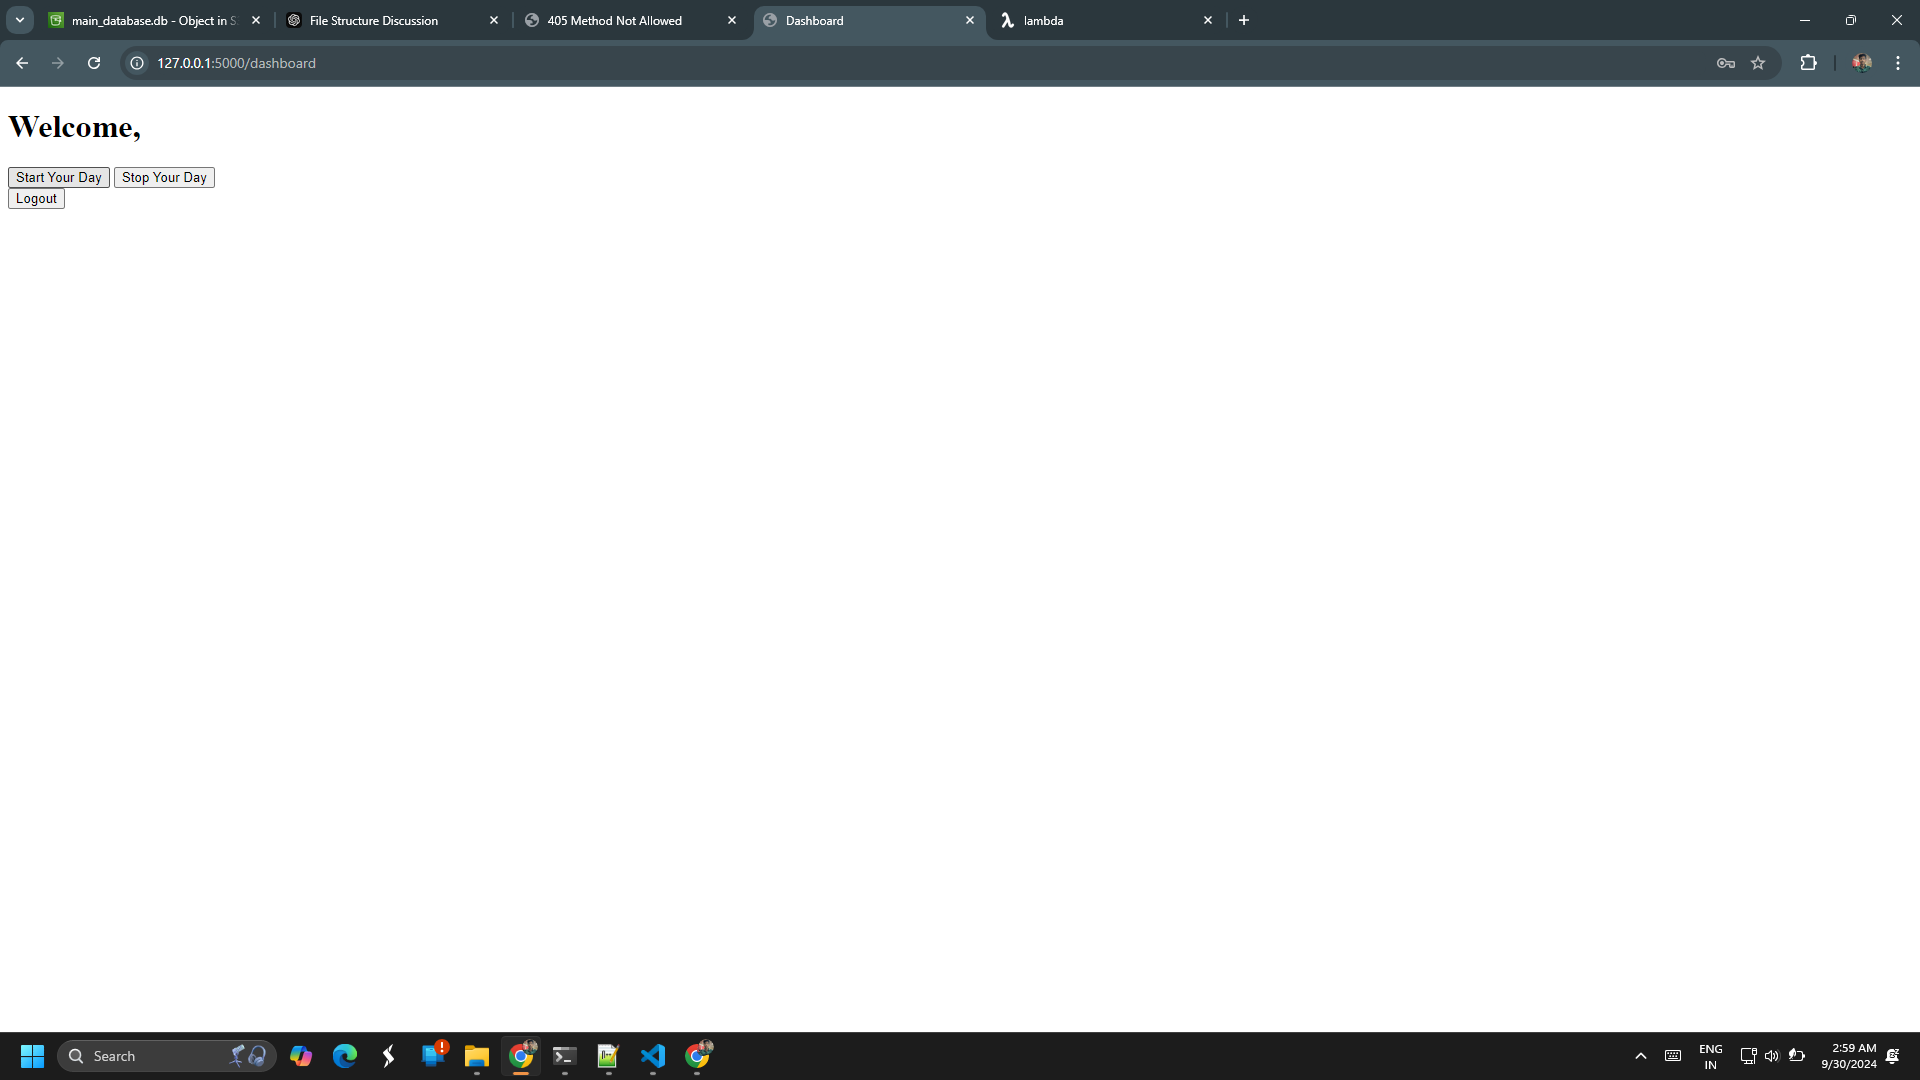 main_database.db - Object in S
File Structure Discussion
405 Method Not Allowed
Dashboard
lambda
127.0.0.1:5000/dashboard
Welcome,
Start Your Day
Stop Your Day
Logout
Search
ENG
IN
2:59 AM
9/30/2024